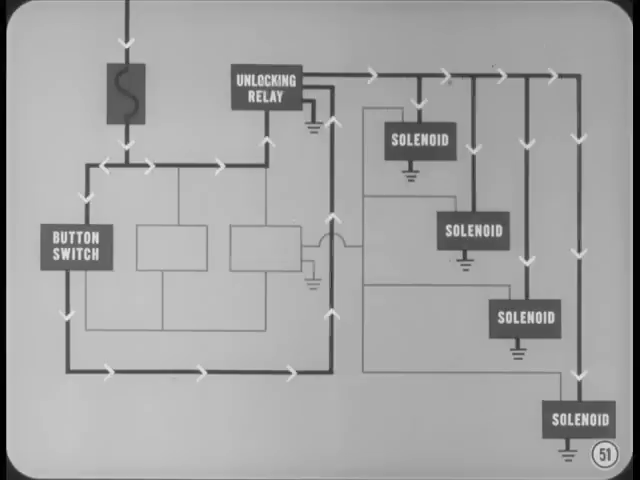 UNLOCKING
RELAY
SOLENOID
BUTTON
SWITCH
SOLENOID
SOLENOID
SOLENOID
51